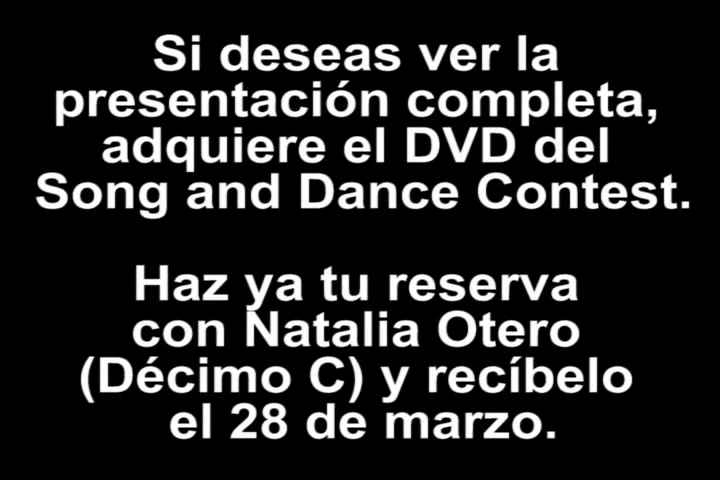 Si deseas ver la
presentación completa,
adquiere el DVD del
Song and Dance Contest.
Haz ya tu reserva
con Natalia Otero
(Décimo C) y recíbelo
el 28 de marzo.